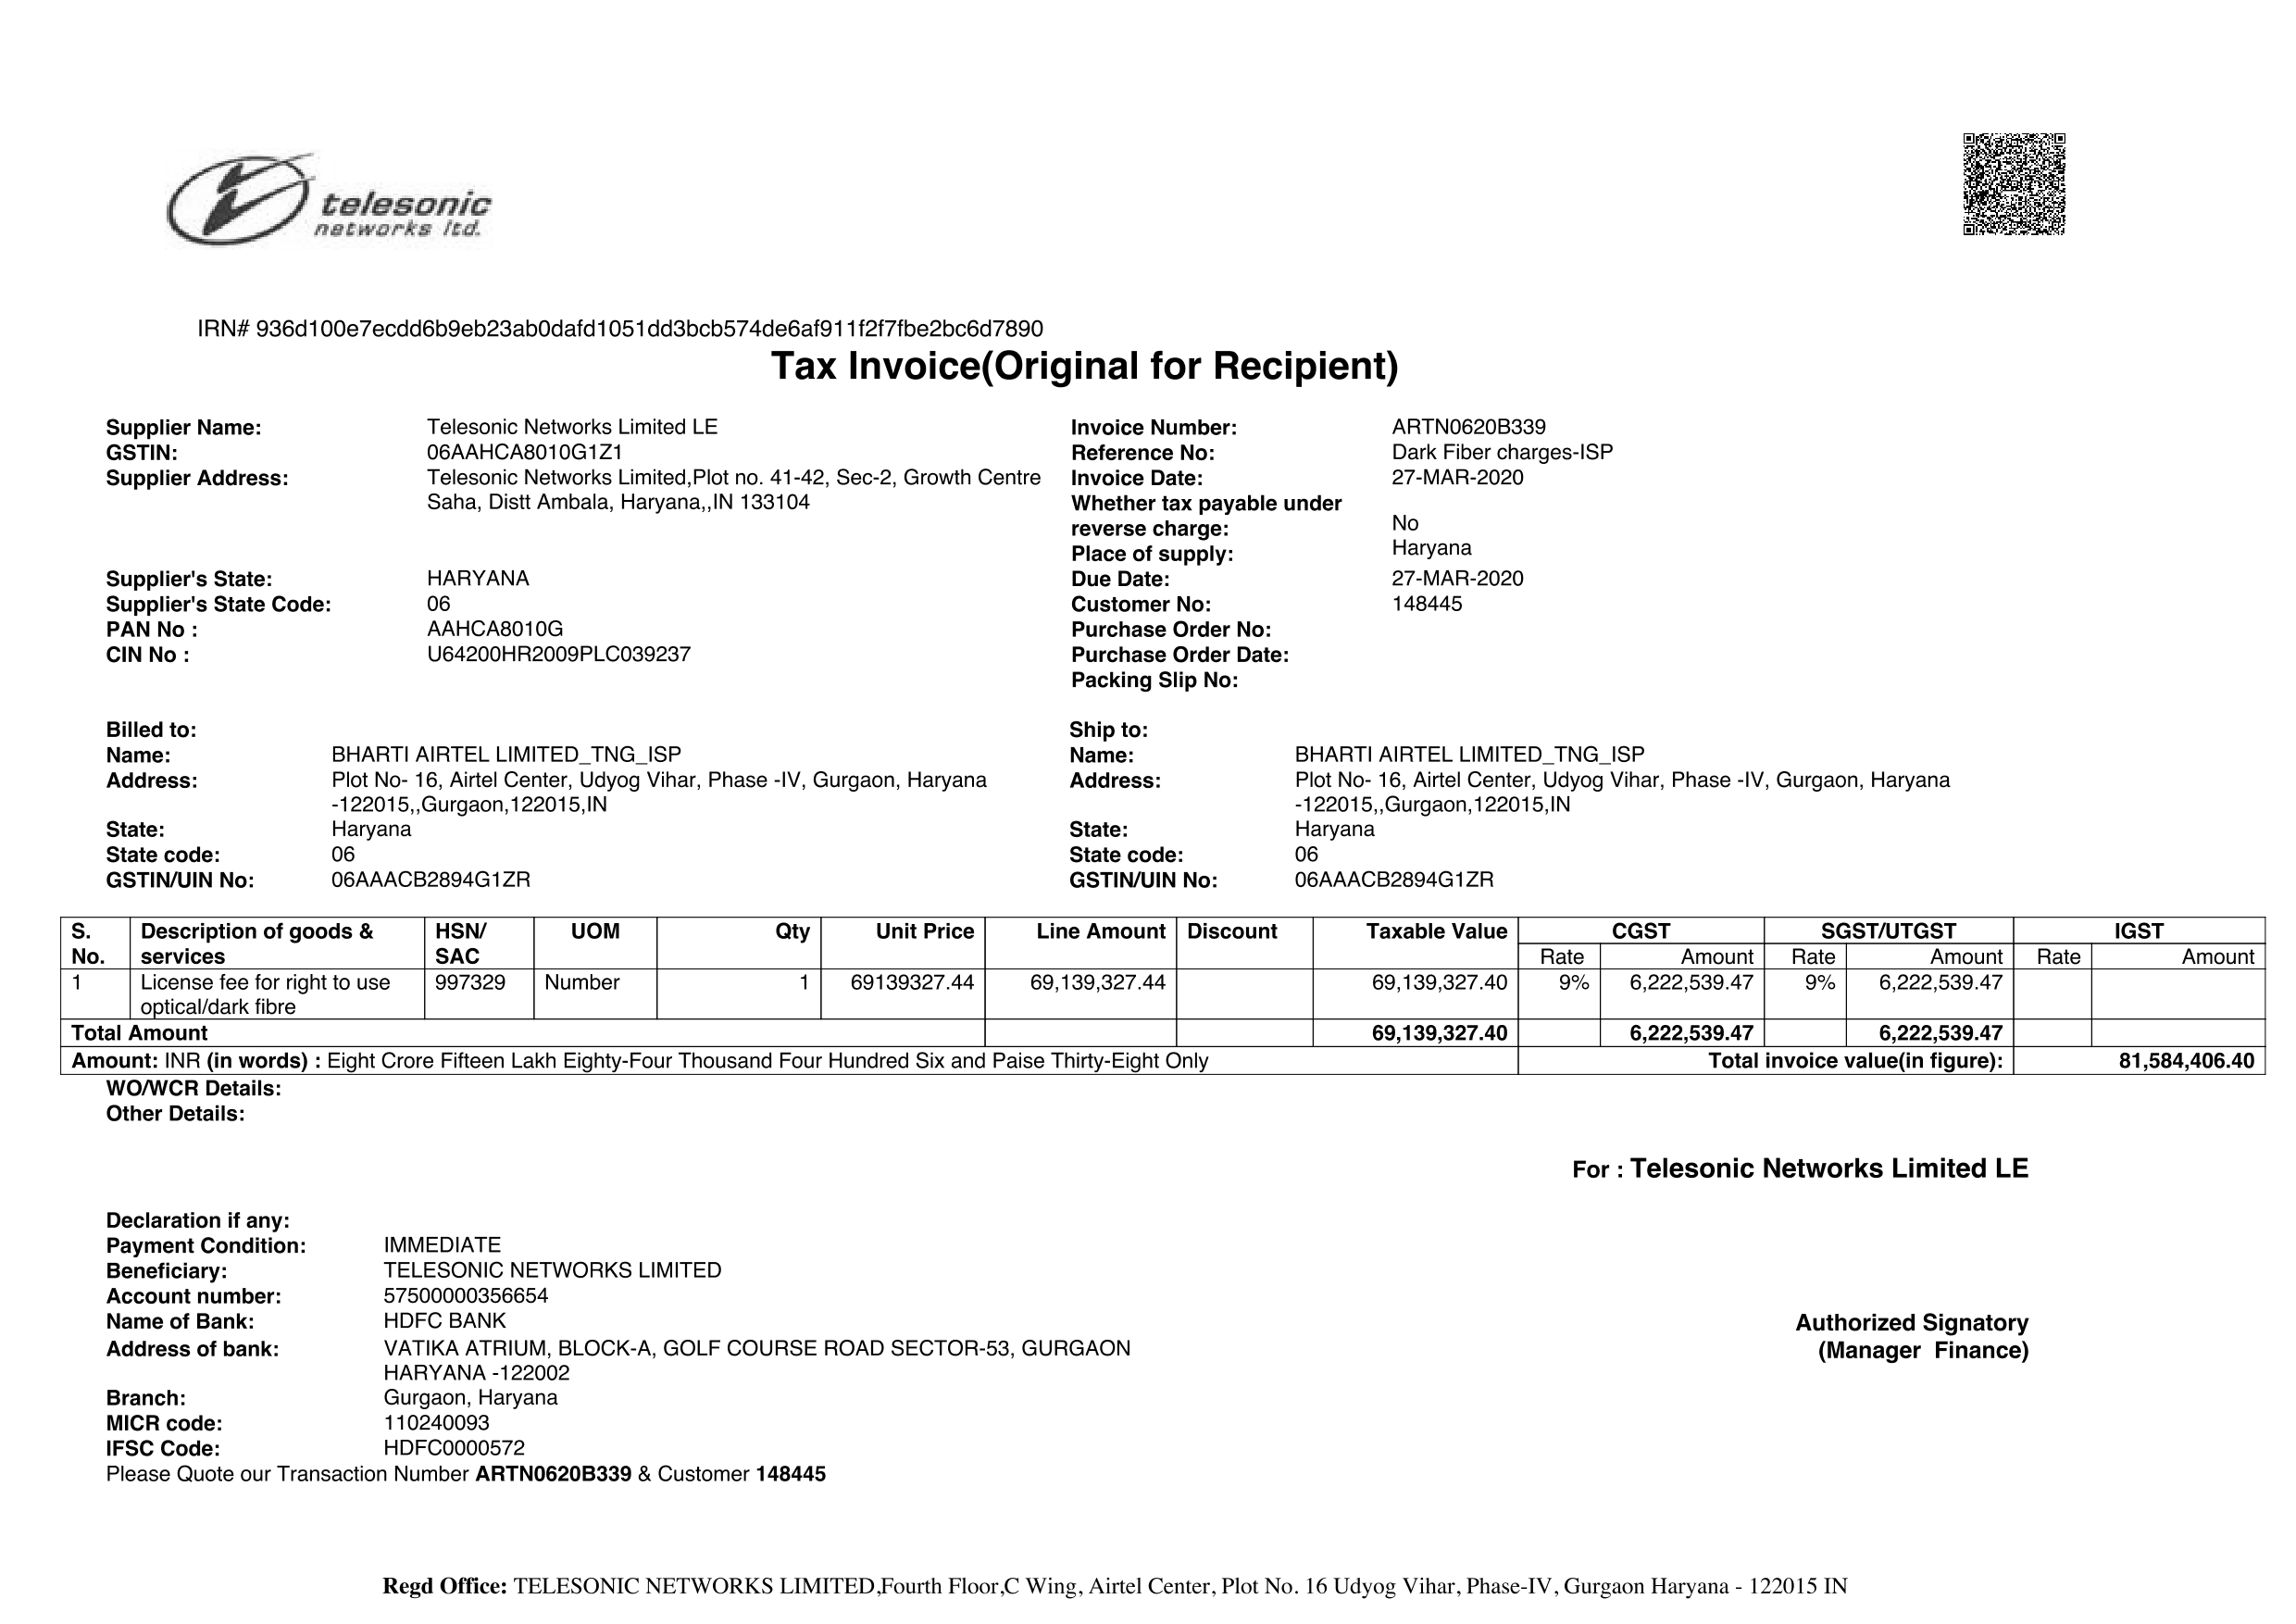 telesonic
networks ltd.
IRN# 936d100e7ecdd6b9eb23ab0dafd1051dd3bcb574de6af911f2f7fbe2bc6d7890
Tax Invoice(Original for Recipient)
Supplier Name: Telesonic Networks Limited LE
GSTIN: 06AAHCA8010G1Z1
Supplier Address: Telesonic Networks Limited,Plot no. 41-42, Sec-2, Growth Centre
Saha, Distt Ambala, Haryana,,IN 133104
Supplier's State: HARYANA
Supplier's State Code: 06
PAN No : AAHCA8010G
CIN No : U64200HR2009PLC039237
Invoice Number: ARTN0620B339
Reference No: Dark Fiber charges-ISP
Invoice Date: 27-MAR-2020
Whether tax payable under
reverse charge: No
Place of supply: Haryana
Due Date: 27-MAR-2020
Customer No: 148445
Purchase Order No:
Purchase Order Date:
Packing Slip No:
Billed to:
Name: BHARTI AIRTEL LIMITED_TNG_ISP
Address: Plot No- 16, Airtel Center, Udyog Vihar, Phase -IV, Gurgaon, Haryana
-122015,,Gurgaon,122015,IN
State: Haryana
State code: 06
GSTIN/UIN No: 06AAACB2894G1ZR
Ship to:
Name: BHARTI AIRTEL LIMITED_TNG_ISP
Address: Plot No- 16, Airtel Center, Udyog Vihar, Phase -IV, Gurgaon, Haryana
-122015,,Gurgaon,122015,IN
State: Haryana
State code: 06
GSTIN/UIN No: 06AAACB2894G1ZR
S. Description of goods & HSN/ UOM Qty Unit Price Line Amount Discount Taxable Value CGST SGST/UTGST IGST
No. services SAC Rate Amount Rate Amount Rate Amount
1 License fee for right to use 997329 Number 1 69139327.44 69,139,327.44 69,139,327.40 9% 6,222,539.47 9% 6,222,539.47
optical/dark fibre
Total Amount 69,139,327.40 6,222,539.47 6,222,539.47
Amount: INR (in words) : Eight Crore Fifteen Lakh Eighty-Four Thousand Four Hundred Six and Paise Thirty-Eight Only Total invoice value(in figure): 81,584,406.40
WO/WCR Details:
Other Details:
For : Telesonic Networks Limited LE
Declaration if any:
Payment Condition: IMMEDIATE
Beneficiary: TELESONIC NETWORKS LIMITED
Account number: 57500000356654
Name of Bank: HDFC BANK
Address of bank: VATIKA ATRIUM, BLOCK-A, GOLF COURSE ROAD SECTOR-53, GURGAON
HARYANA -122002
Branch: Gurgaon, Haryana
MICR code: 110240093
IFSC Code: HDFC0000572
Authorized Signatory
(Manager Finance)
Please Quote our Transaction Number ARTN0620B339 & Customer 148445
Regd Office: TELESONIC NETWORKS LIMITED,Fourth Floor,C Wing, Airtel Center, Plot No. 16 Udyog Vihar, Phase-IV, Gurgaon Haryana - 122015 IN